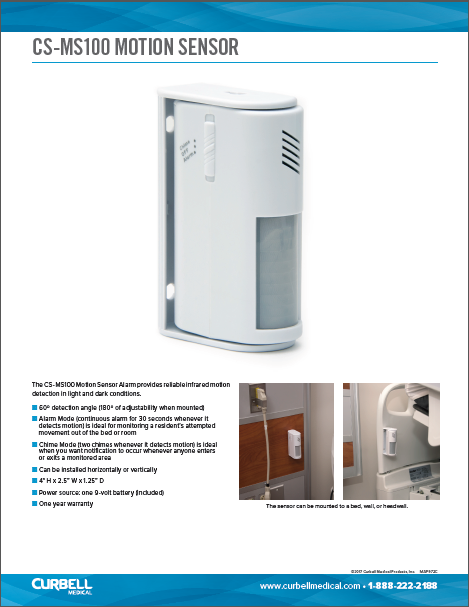 CS-MS100 MOTION SENSOR
Chime
Off
Alarm
The CS-MS100 Motion Sensor Alarm provides reliable infrared motion
detection in light and dark conditions.
60º detection angle (180º of adjustability when mounted)
Alarm Mode (continuous alarm for 30 seconds whenever it
detects motion) is ideal for monitoring a resident's attempted
movement out of the bed or room
Chime Mode (two chimes whenever it detects motion) is ideal
when you want notification to occur whenever anyone enters
or exits a monitored area
Can be installed horizontally or vertically
4" H x 2.5" W x 1.25" D
Power source: one 9-volt battery (included)
One year warranty
The sensor can be mounted to a bed, wall, or headwall.
©2017 Curbell Medical Products, Inc.
CURBELL
MEDICAL
www.curbellmedical.com • 1-888-222-2188